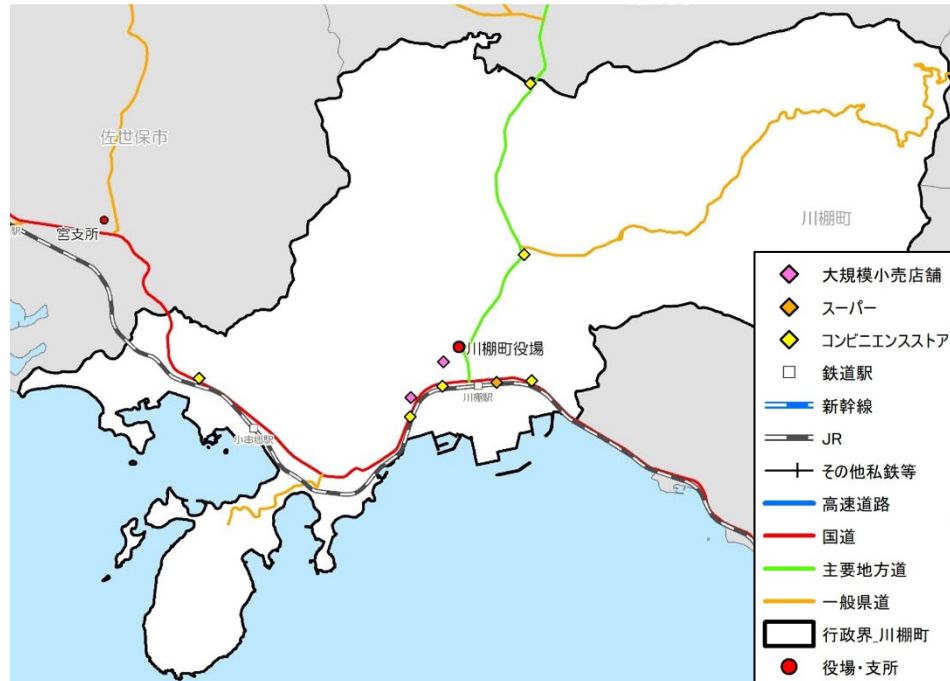 佐世保市
宮支所
駅
川棚町
川棚町役場
川棚駅
小串郷駅
大規模小売店舗
スーパー
コンビニエンスストア
鉄道駅
新幹線
JR
その他私鉄等
高速道路
国道
主要地方道
一般県道
行政界_川棚町
役場・支所